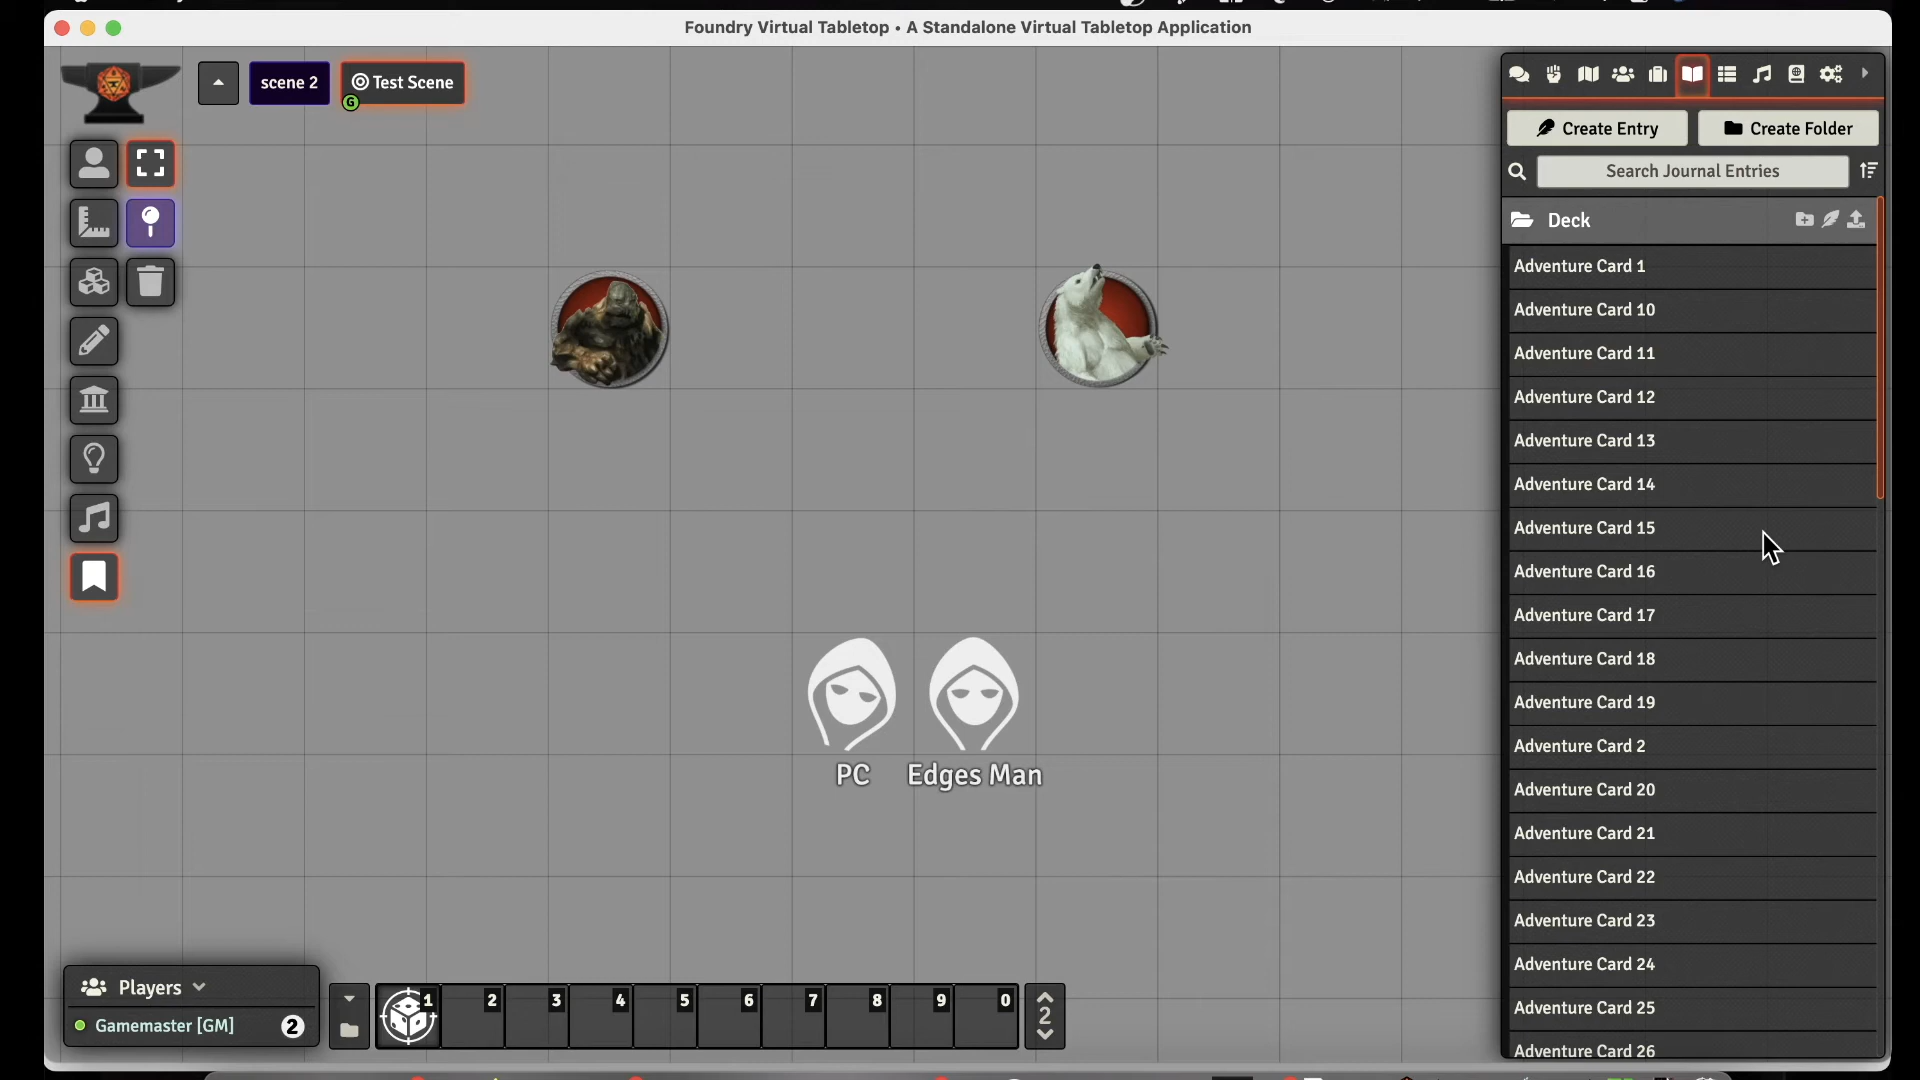 Foundry Virtual Tabletop • A Standalone Virtual Tabletop Application
scene 2
Test Scene
G
Create Entry
Create Folder
Search Journal Entries
Deck
Adventure Card 1
Adventure Card 10
Adventure Card 11
Adventure Card 12
Adventure Card 13
Adventure Card 14
Adventure Card 15
Adventure Card 16
Adventure Card 17
Adventure Card 18
Adventure Card 19
Adventure Card 2
Adventure Card 20
Adventure Card 21
Adventure Card 22
Adventure Card 23
Adventure Card 24
Adventure Card 25
Adventure Card 26
PC
Edges Man
Players
Gamemaster [GM]
2
1 2 3 4 5 6 7 8 9 0
2